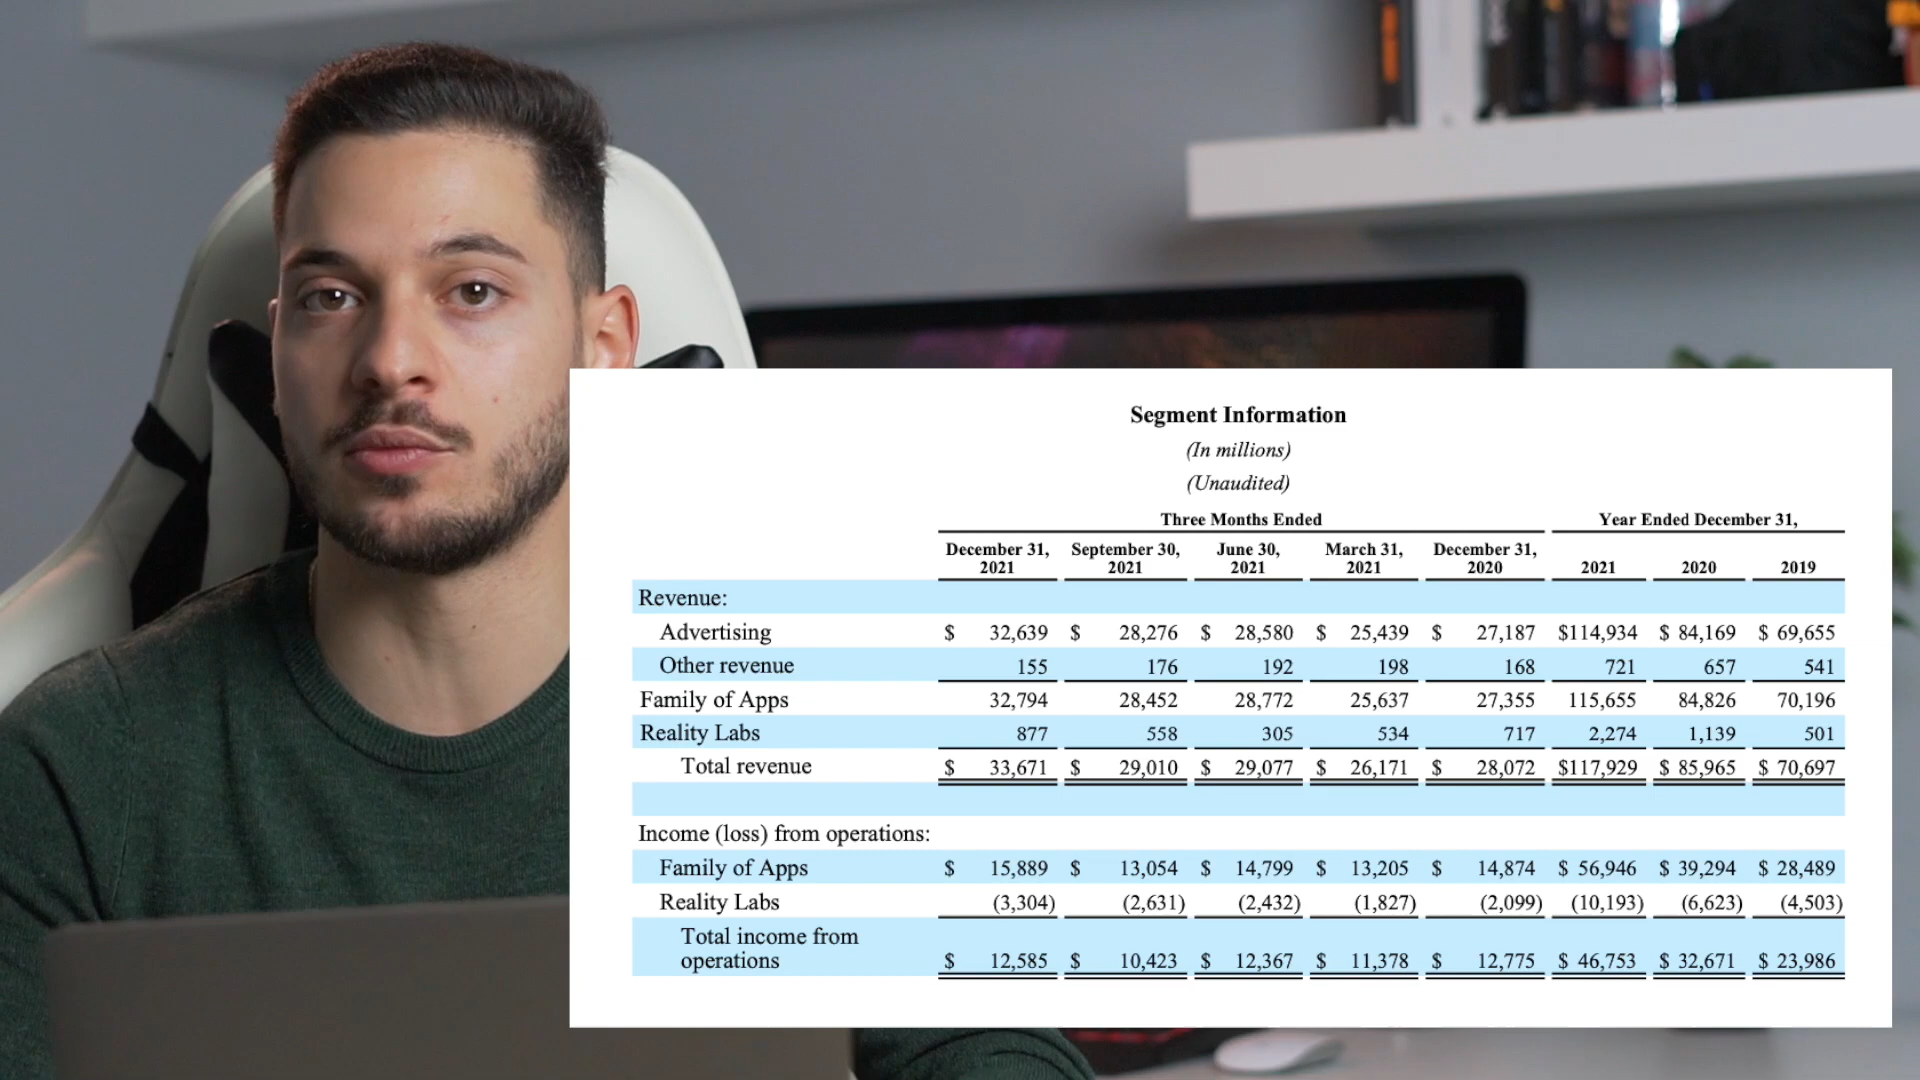 Segment Information
(In millions)
(Unaudited)
Three Months Ended Year Ended December 31,
December 31, 2021 September 30, 2021 June 30, 2021 March 31, 2021 December 31, 2020 2021 2020 2019
Revenue:
Advertising $ 32,639 $ 28,276 $ 28,580 $ 25,439 $ 27,187 $114,934 $ 84,169 $ 69,655
Other revenue 155 176 192 198 168 721 657 541
Family of Apps 32,794 28,452 28,772 25,637 27,355 115,655 84,826 70,196
Reality Labs 877 558 305 534 717 2,274 1,139 501
Total revenue $ 33,671 $ 29,010 $ 29,077 $ 26,171 $ 28,072 $117,929 $ 85,965 $ 70,697
Income (loss) from operations:
Family of Apps $ 15,889 $ 13,054 $ 14,799 $ 13,205 $ 14,874 $ 56,946 $ 39,294 $ 28,489
Reality Labs (3,304) (2,631) (2,432) (1,827) (2,099) (10,193) (6,623) (4,503)
Total income from
operations $ 12,585 $ 10,423 $ 12,367 $ 11,378 $ 12,775 $ 46,753 $ 32,671 $ 23,986